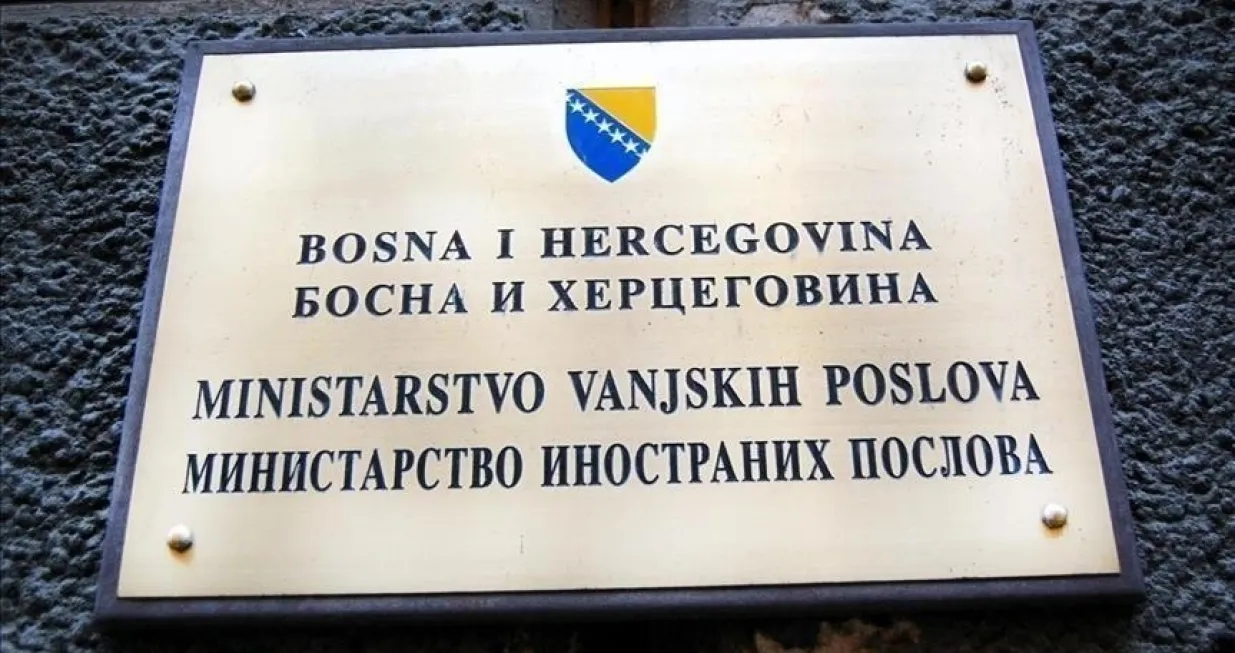 BOSNA I HERCEGOVINA
БОСНА И ХЕРЦЕГОВИНА
MINISTARSTVO VANJSKIH POSLOVA
МИНИСТАРСТВО ИНОСТРАНИХ ПОСЛОВА